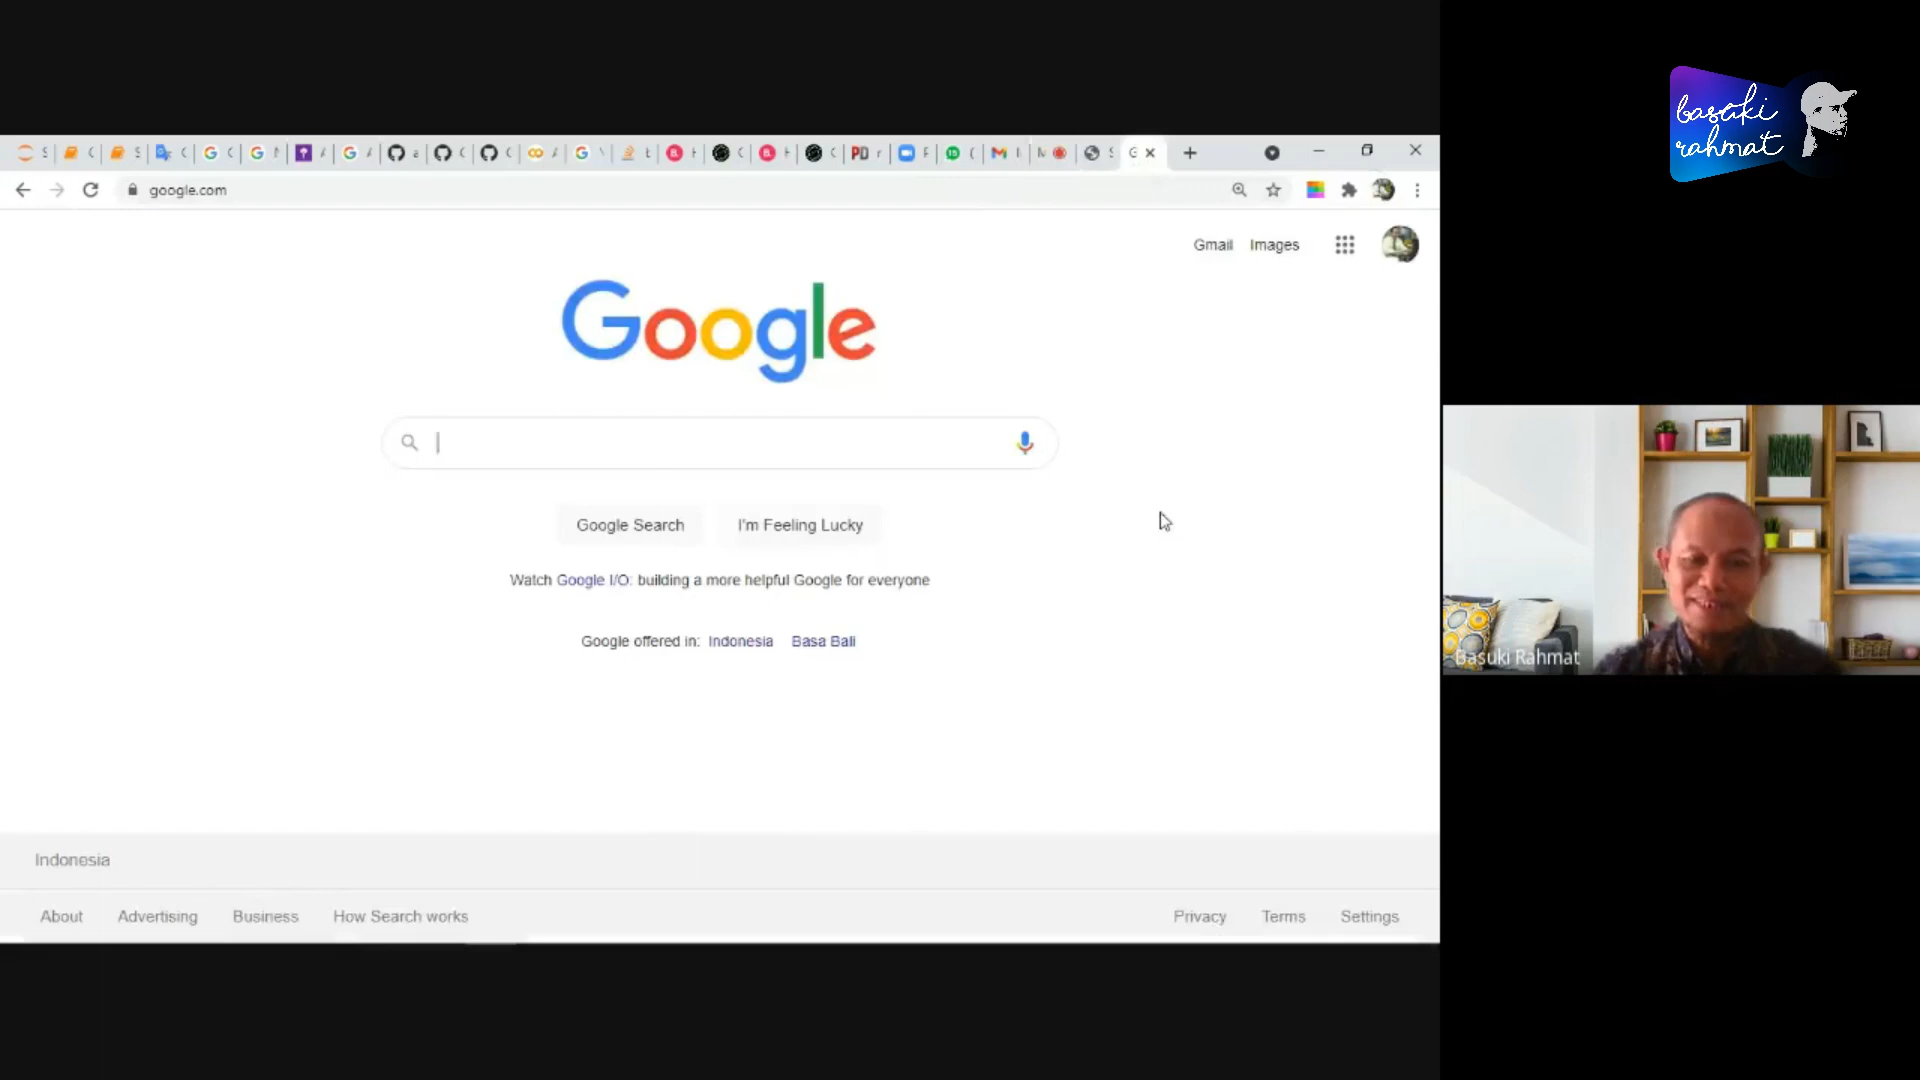 basuki
rahmat
google.com
Gmail Images
Google
Google Search I'm Feeling Lucky
Watch Google I/O: building a more helpful Google for everyone
Google offered in: Indonesia Basa Bali
Basuki Rahmat
Indonesia
About Advertising Business How Search works Privacy Terms Settings